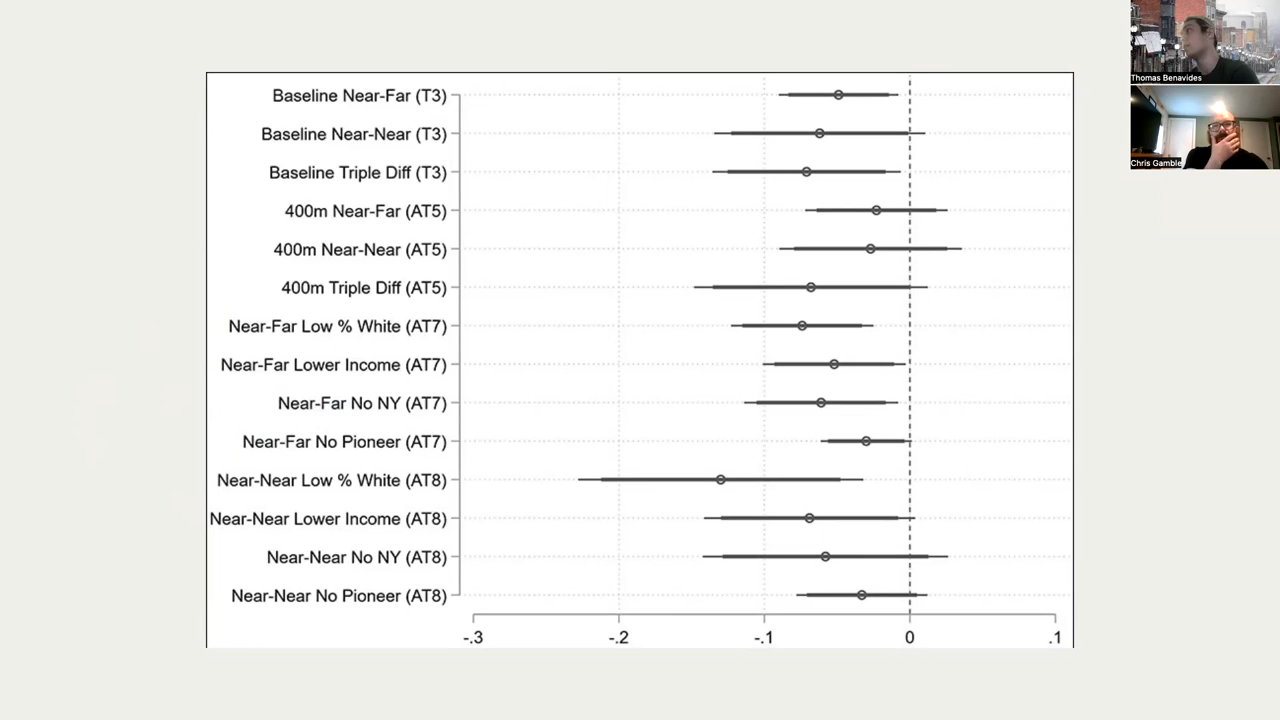 Baseline Near-Far (T3)
Baseline Near-Near (T3)
Baseline Triple Diff (T3)
400m Near-Far (AT5)
400m Near-Near (AT5)
400m Triple Diff (AT5)
Near-Far Low % White (AT7)
Near-Far Lower Income (AT7)
Near-Far No NY (AT7)
Near-Far No Pioneer (AT7)
Near-Near Low % White (AT8)
Near-Near Lower Income (AT8)
Near-Near No NY (AT8)
Near-Near No Pioneer (AT8)
-.3 -.2 -.1 0 .1
Thomas Benavides
Chris Gamble